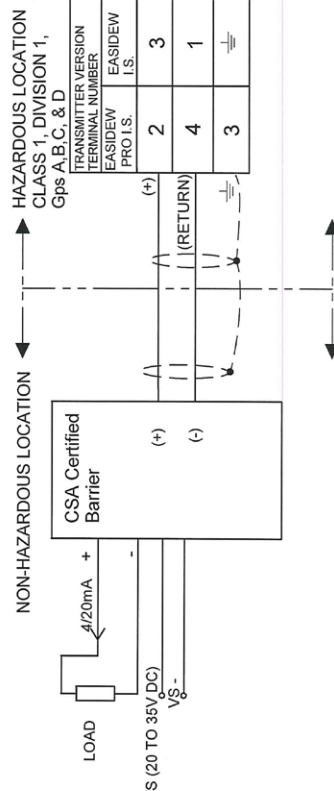 NON-HAZARDOUS LOCATION
HAZARDOUS LOCATION
CLASS 1, DIVISION 1,
Gps A,B,C, & D
TRANSMITTER VERSION
TERMINAL NUMBER
EASIDEW
PRO I.S.
EASIDEW
I.S.
2
3
4
1
3
CSA Certified
Barrier
(+)
(-)
(+)
(RETURN)
4/20mA
+
-
LOAD
S (20 TO 35V DC)
VS -